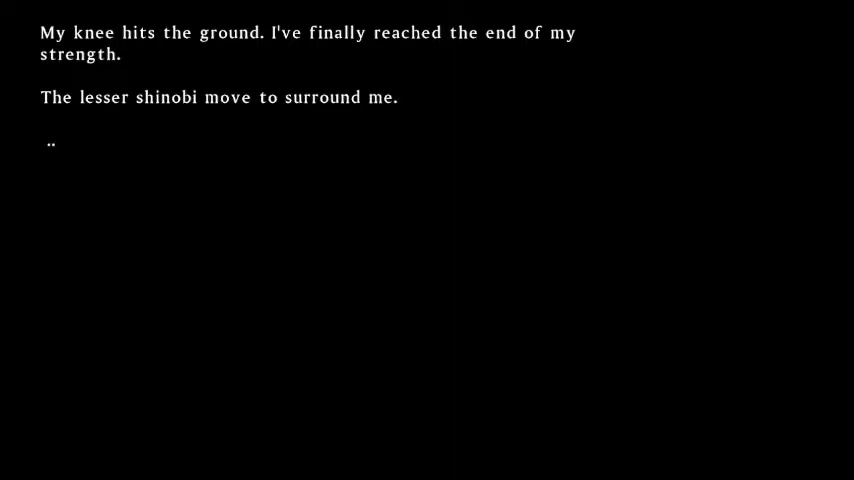 My knee hits the ground. I've finally reached the end of my
strength.
The lesser shinobi move to surround me.
..